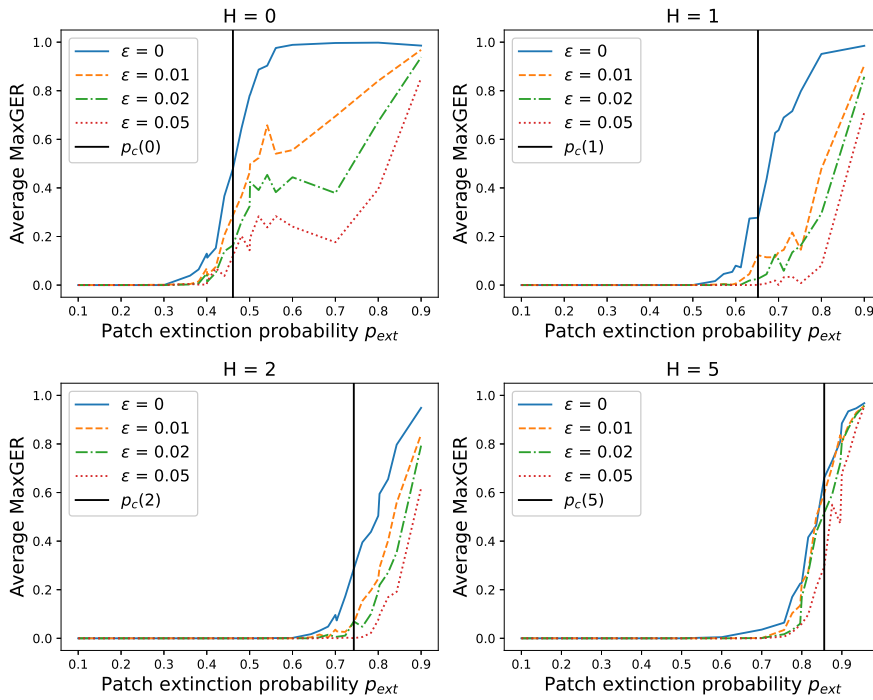 H = 0
Average MaxGER
1.0
0.8
0.6
0.4
0.2
0.0
ε = 0
ε = 0.01
ε = 0.02
ε = 0.05
p_c(0)
0.1 0.2 0.3 0.4 0.5 0.6 0.7 0.8 0.9
Patch extinction probability p_ext
H = 1
Average MaxGER
1.0
0.8
0.6
0.4
0.2
0.0
ε = 0
ε = 0.01
ε = 0.02
ε = 0.05
p_c(1)
0.1 0.2 0.3 0.4 0.5 0.6 0.7 0.8 0.9
Patch extinction probability p_ext
H = 2
Average MaxGER
1.0
0.8
0.6
0.4
0.2
0.0
ε = 0
ε = 0.01
ε = 0.02
ε = 0.05
p_c(2)
0.1 0.2 0.3 0.4 0.5 0.6 0.7 0.8 0.9
Patch extinction probability p_ext
H = 5
Average MaxGER
1.0
0.8
0.6
0.4
0.2
0.0
ε = 0
ε = 0.01
ε = 0.02
ε = 0.05
p_c(5)
0.1 0.2 0.3 0.4 0.5 0.6 0.7 0.8 0.9
Patch extinction probability p_ext